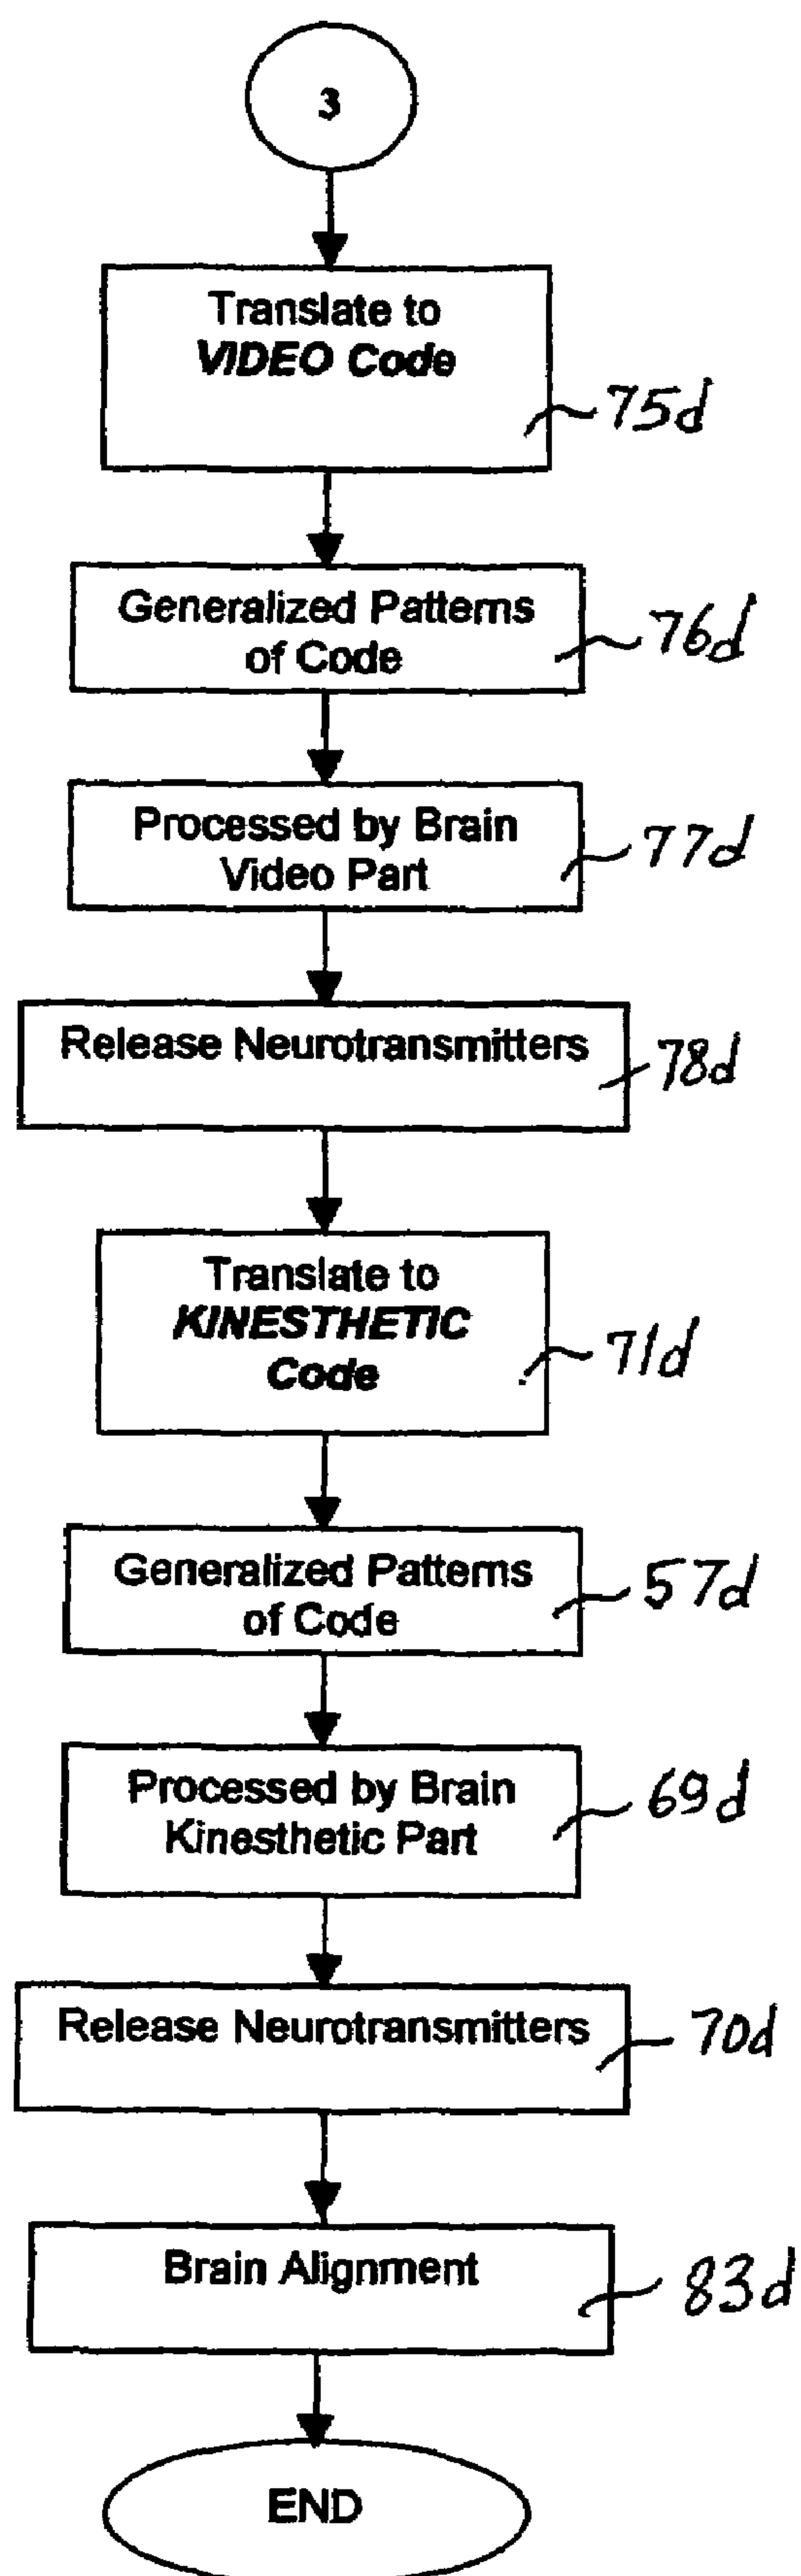 3
Translate to
VIDEO Code
75d
Generalized Patterns
of Code
76d
Processed by Brain
Video Part
77d
Release Neurotransmitters
78d
Translate to
KINESTHETIC
Code
71d
Generalized Patterns
of Code
57d
Processed by Brain
Kinesthetic Part
69d
Release Neurotransmitters
70d
Brain Alignment
83d
END